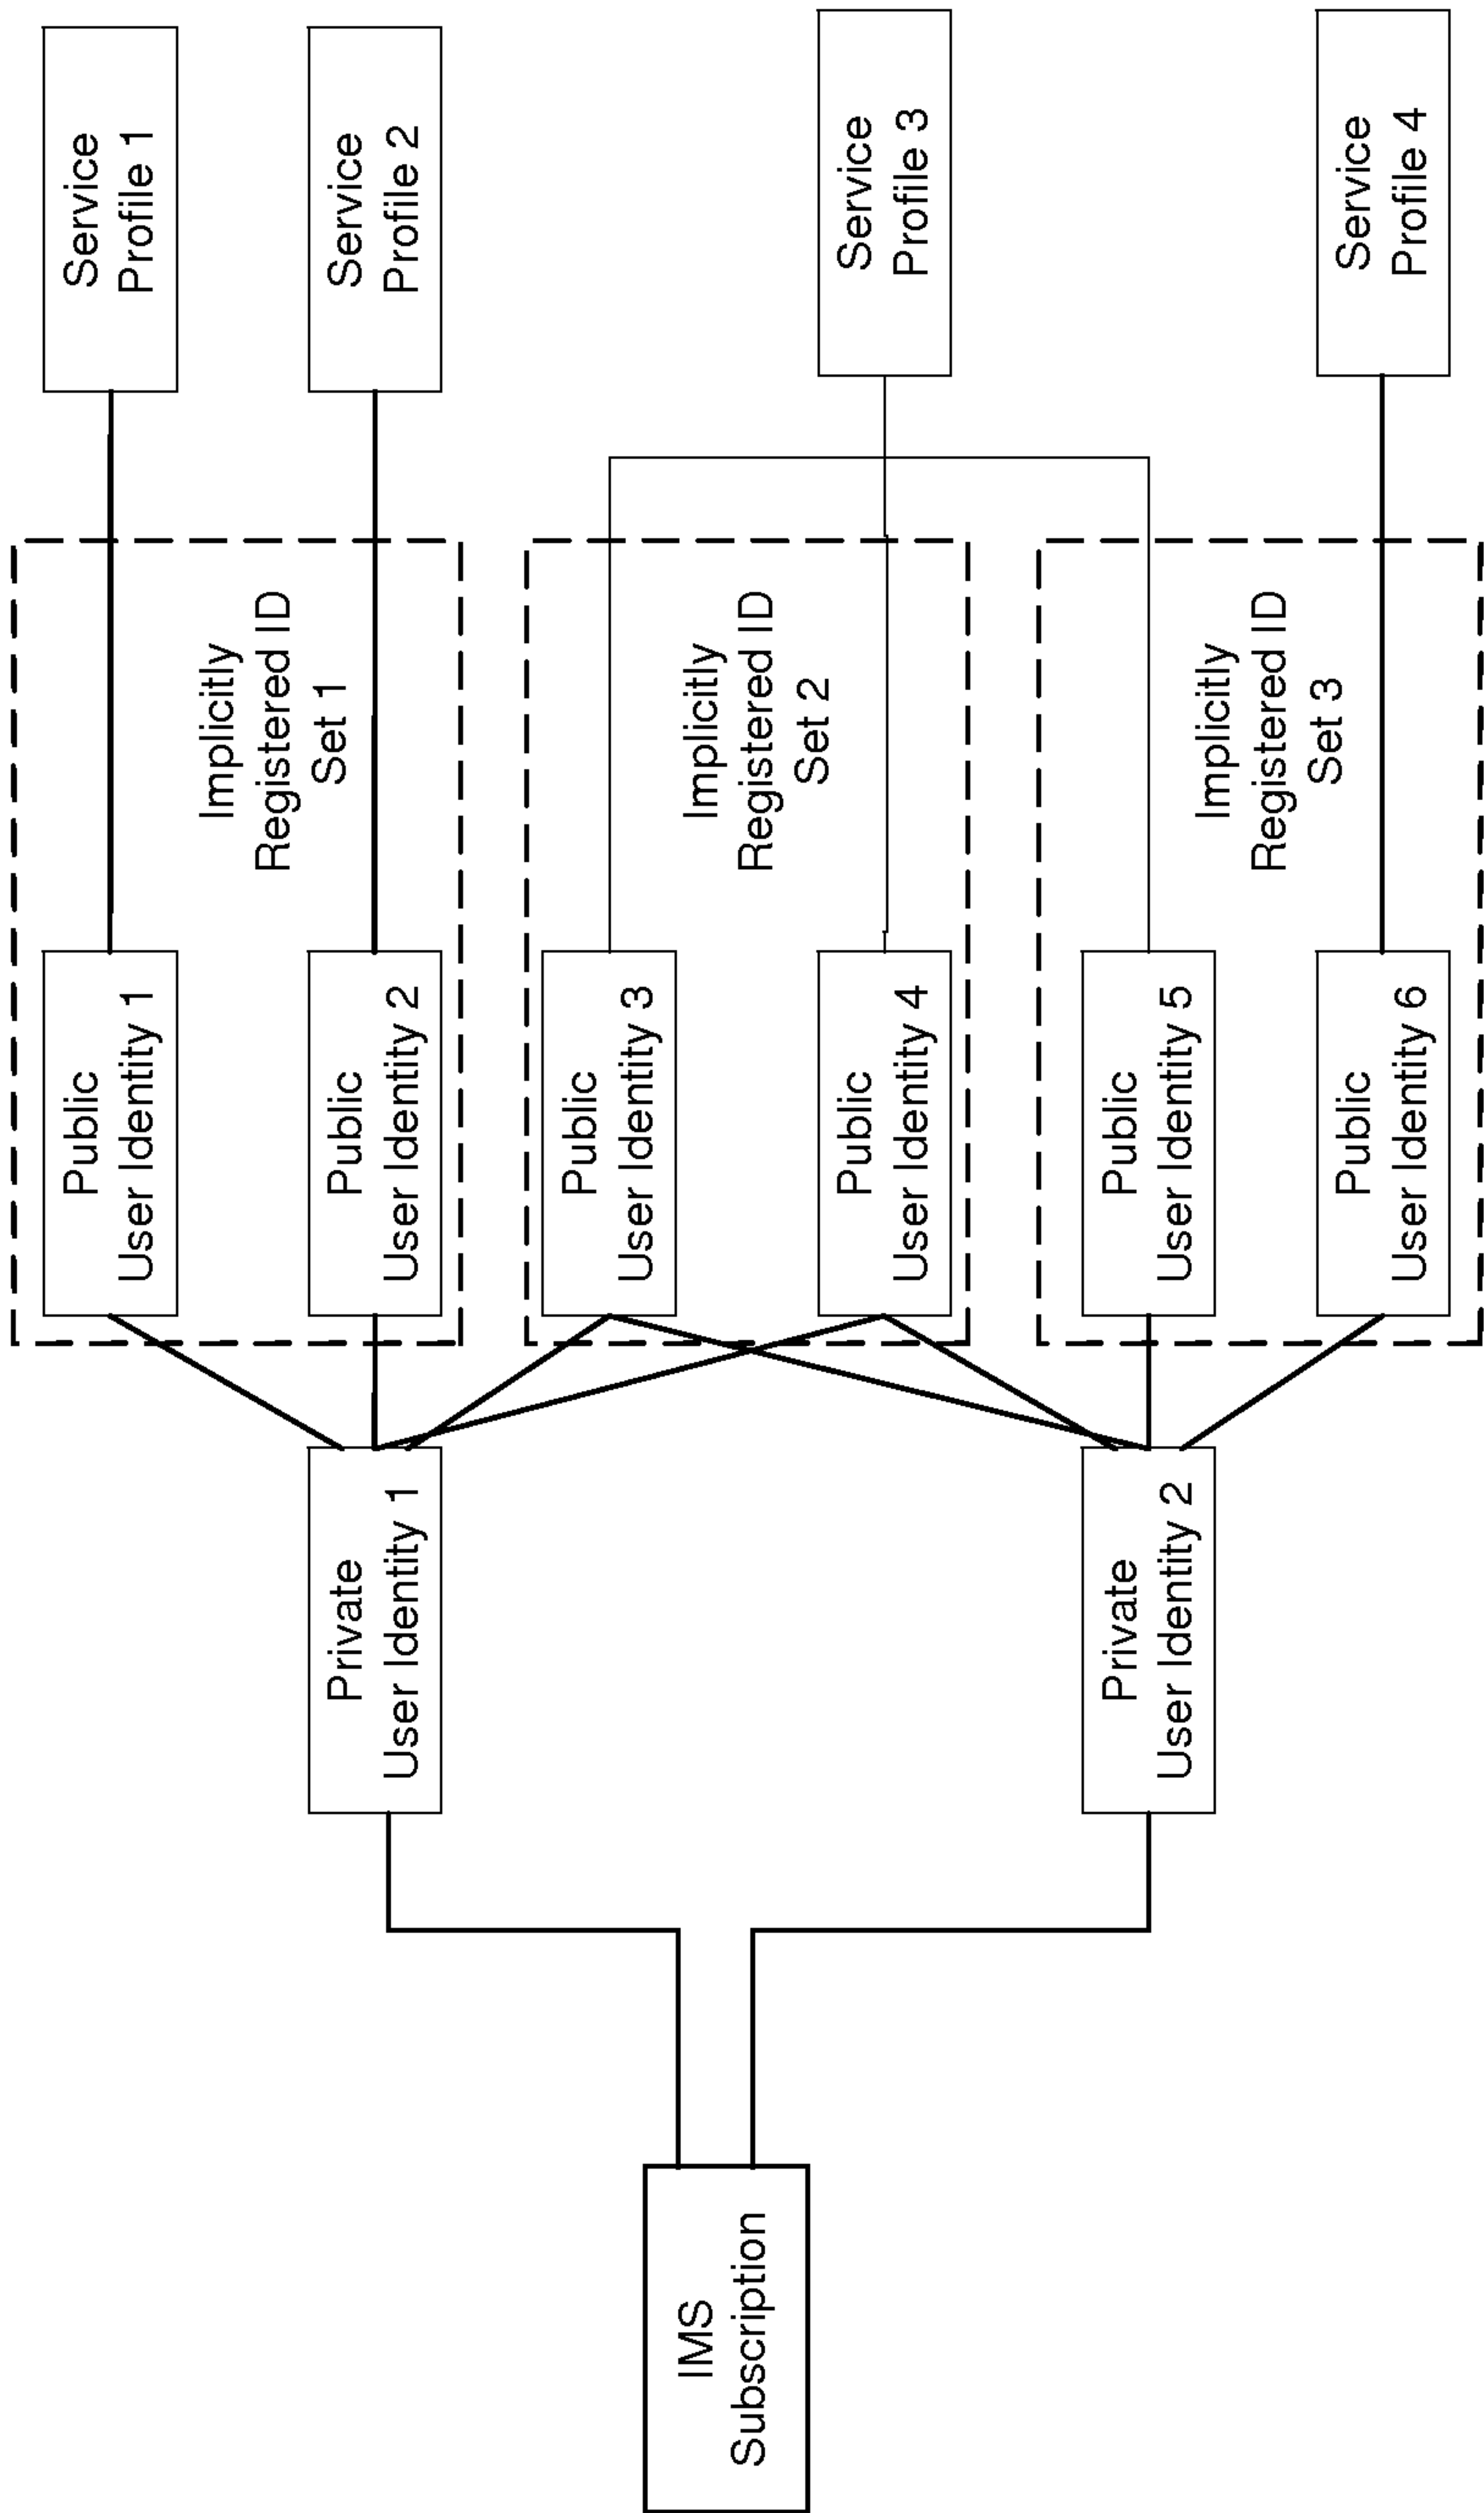 IMS
Subscription
Private
User Identity 1
Private
User Identity 2
Public
User Identity 1
Public
User Identity 2
Public
User Identity 3
Public
User Identity 4
Public
User Identity 5
Public
User Identity 6
Implicitly
Registered ID
Set 1
Implicitly
Registered ID
Set 2
Implicitly
Registered ID
Set 3
Service
Profile 1
Service
Profile 2
Service
Profile 3
Service
Profile 4